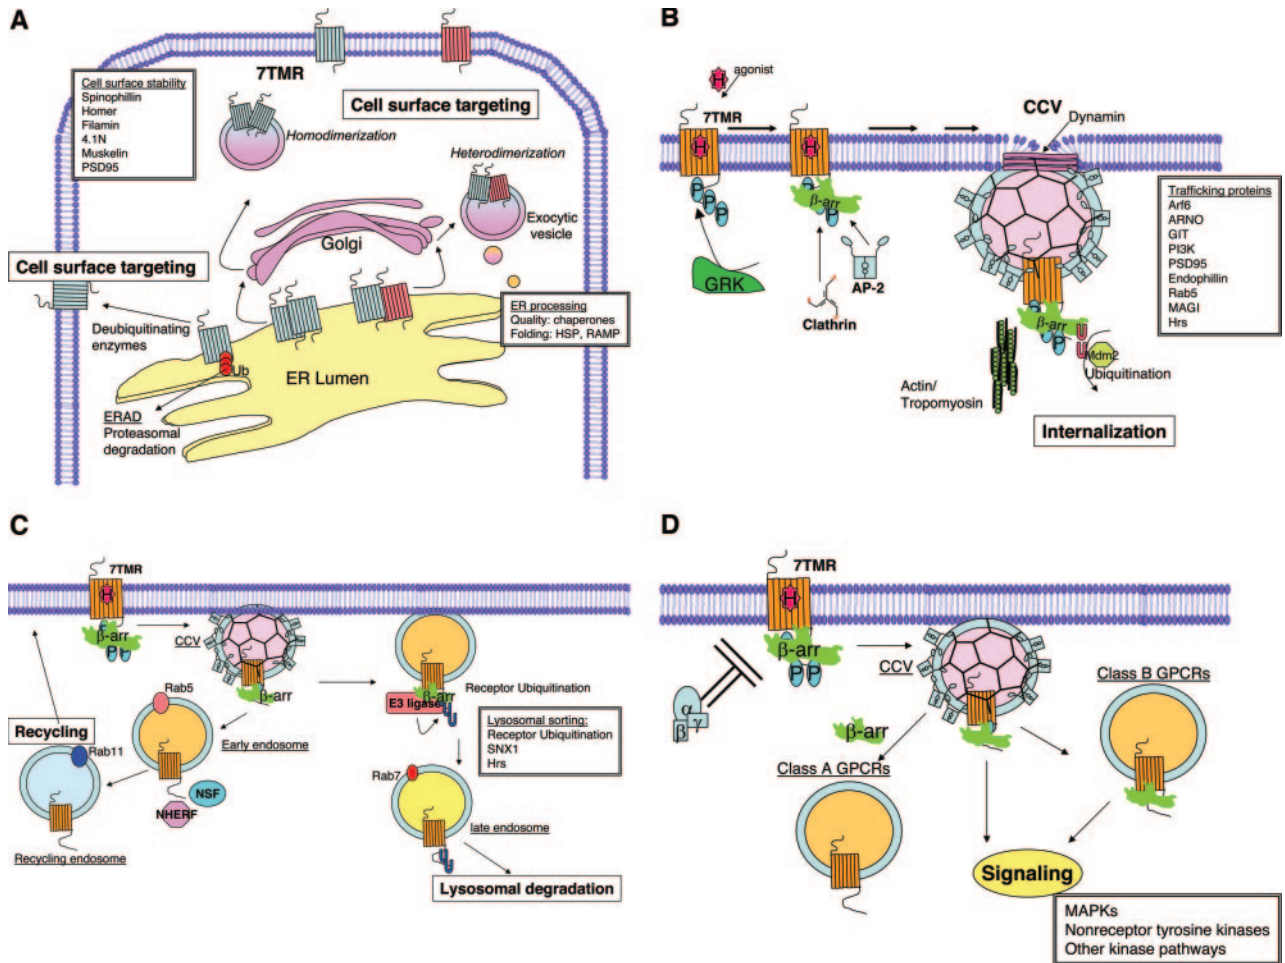 A
7TMR
Cell surface stability
Spinophillin
Homer
Filamin
4.1N
Muskelin
PSD95
Cell surface targeting
Homodimerization
Heterodimerization
Golgi
Exocytic
vesicle
Cell surface targeting
Deubiquitinating
enzymes
ER processing
Quality: chaperones
Folding: HSP, RAMP
Ub
ER Lumen
ERAD
Proteasomal
degradation
B
H
agonist
7TMR
CCV
Dynamin
H
H
P
P
P
P
P
β-arr
GRK
AP-2
Clathrin
Trafficking proteins
Arf6
ARNO
GIT
PI3K
PSD95
Endophillin
Rab5
MAGI
Hrs
β-arr
P
U
U
Mdm2
Ubiquitination
Actin/
Tropomyosin
Internalization
C
7TMR
H
β-arr
P
P
CCV
β-arr
Rab5
Recycling
Rab11
Early endosome
NSF
NHERF
Recycling endosome
β-arr
Receptor Ubiquitination
E3 ligase
U
U
Lysosomal sorting:
Receptor Ubiquitination
SNX1
Hrs
Rab7
late endosome
U
U
Lysosomal degradation
D
7TMR
H
β-arr
P
P
CCV
α
β
γ
β-arr
Class A GPCRs
Class B GPCRs
Signaling
MAPKs
Nonreceptor tyrosine kinases
Other kinase pathways